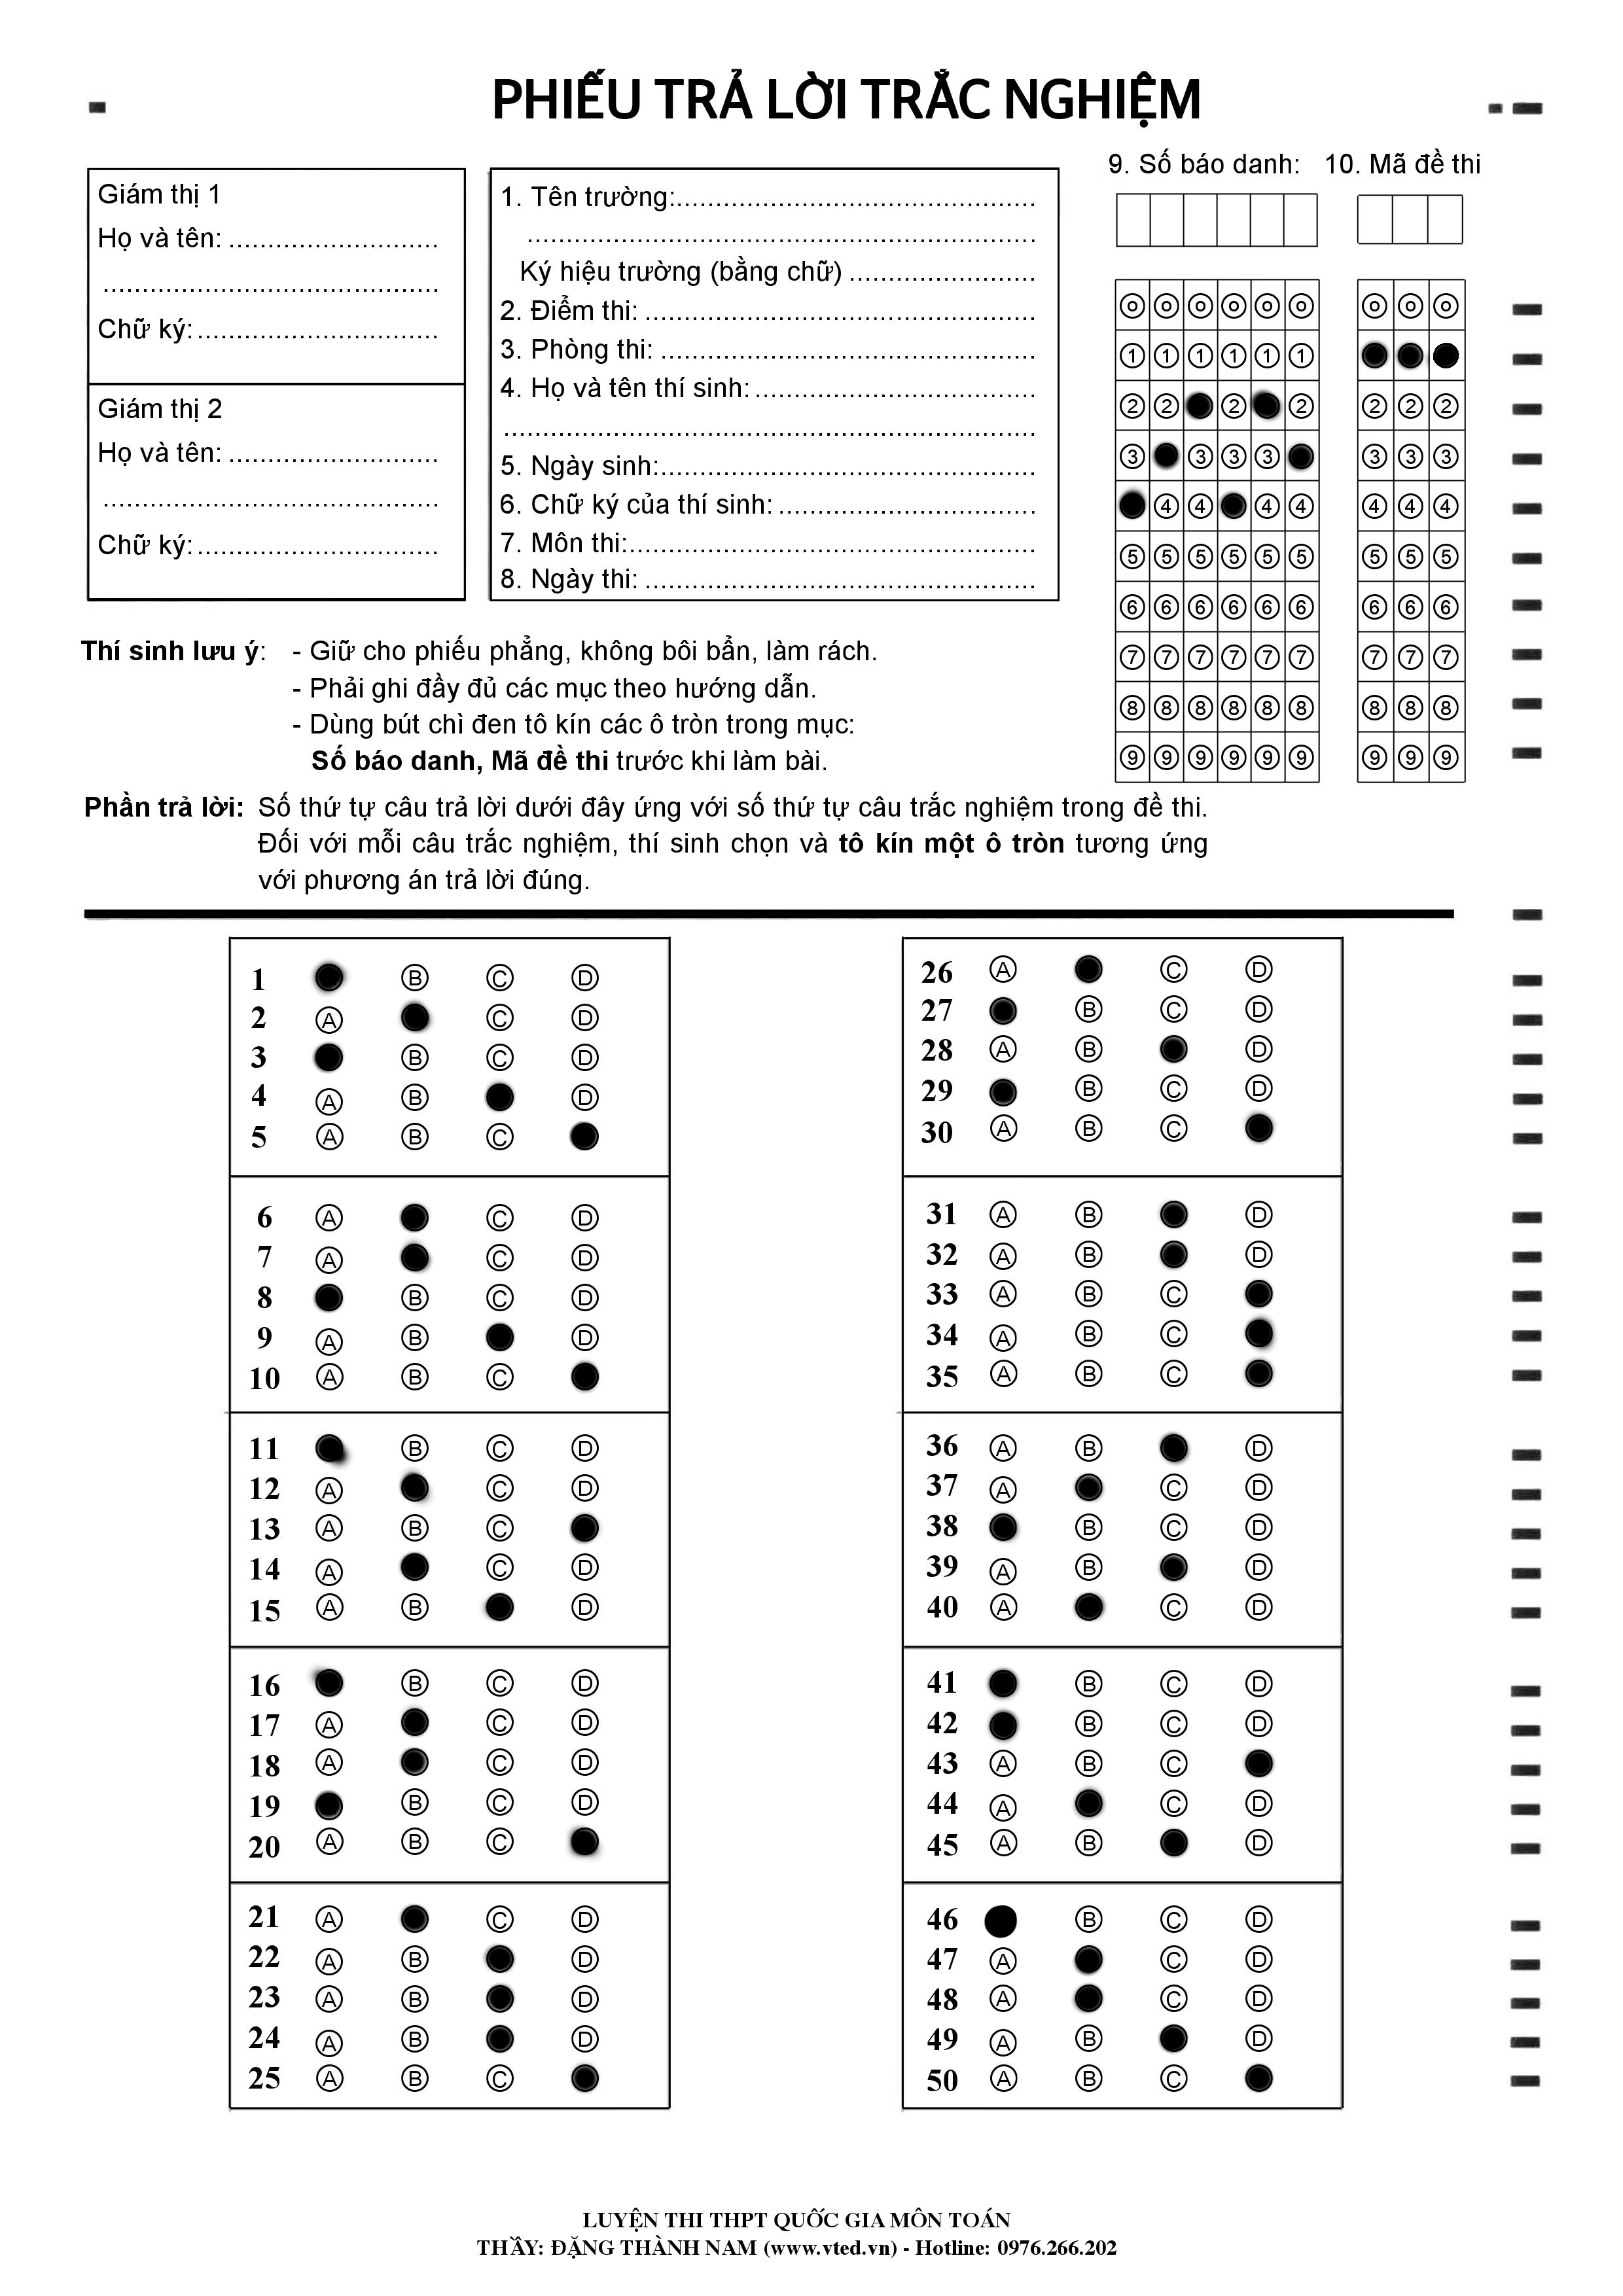 PHIẾU TRẢ LỜI TRẮC NGHIỆM
9. Số báo danh: 10. Mã đề thi
Giám thị 1
Họ và tên: ...........................
...........................................
Chữ ký:...............................
Giám thị 2
Họ và tên: ...........................
...........................................
Chữ ký:...............................
1. Tên trường:..............................................
.................................................................
Ký hiệu trường (bằng chữ) ........................
2. Điểm thi: ..................................................
3. Phòng thi: ................................................
4. Họ và tên thí sinh: ....................................
....................................................................
5. Ngày sinh:................................................
6. Chữ ký của thí sinh: .................................
7. Môn thi:....................................................
8. Ngày thi: ..................................................
0 0 0 0 0 0 0 0 0
1 1 1 1 1 1
2 2 2 2 2 2 2
3 3 3 3 3 3 3
4 4 4 4 4 4 4
5 5 5 5 5 5 5 5 5
6 6 6 6 6 6 6 6 6
7 7 7 7 7 7 7 7 7
8 8 8 8 8 8 8 8 8
9 9 9 9 9 9 9 9 9
Thí sinh lưu ý: - Giữ cho phiếu phẳng, không bôi bẩn, làm rách.
- Phải ghi đầy đủ các mục theo hướng dẫn.
- Dùng bút chì đen tô kín các ô tròn trong mục:
Số báo danh, Mã đề thi trước khi làm bài.
Phần trả lời: Số thứ tự câu trả lời dưới đây ứng với số thứ tự câu trắc nghiệm trong đề thi.
Đối với mỗi câu trắc nghiệm, thí sinh chọn và tô kín một ô tròn tương ứng
với phương án trả lời đúng.
1 B C D
2 A C D
3 B C D
4 A B D
5 A B C
6 A C D
7 A C D
8 B C D
9 A B D
10 A B C
11 B C D
12 A C D
13 A B C
14 A C D
15 A B D
16 B C D
17 A C D
18 A C D
19 B C D
20 A B C
21 A C D
22 A B D
23 A B D
24 A B D
25 A B C
26 A C D
27 B C D
28 A B D
29 B C D
30 A B C
31 A B D
32 A B D
33 A B C
34 A B C
35 A B C
36 A B D
37 A C D
38 B C D
39 A B D
40 A C D
41 B C D
42 B C D
43 A B C
44 A C D
45 A B D
46 B C D
47 A C D
48 A C D
49 A B D
50 A B C
LUYỆN THI THPT QUỐC GIA MÔN TOÁN
THẦY: ĐẶNG THÀNH NAM (www.vted.vn) - Hotline: 0976.266.202